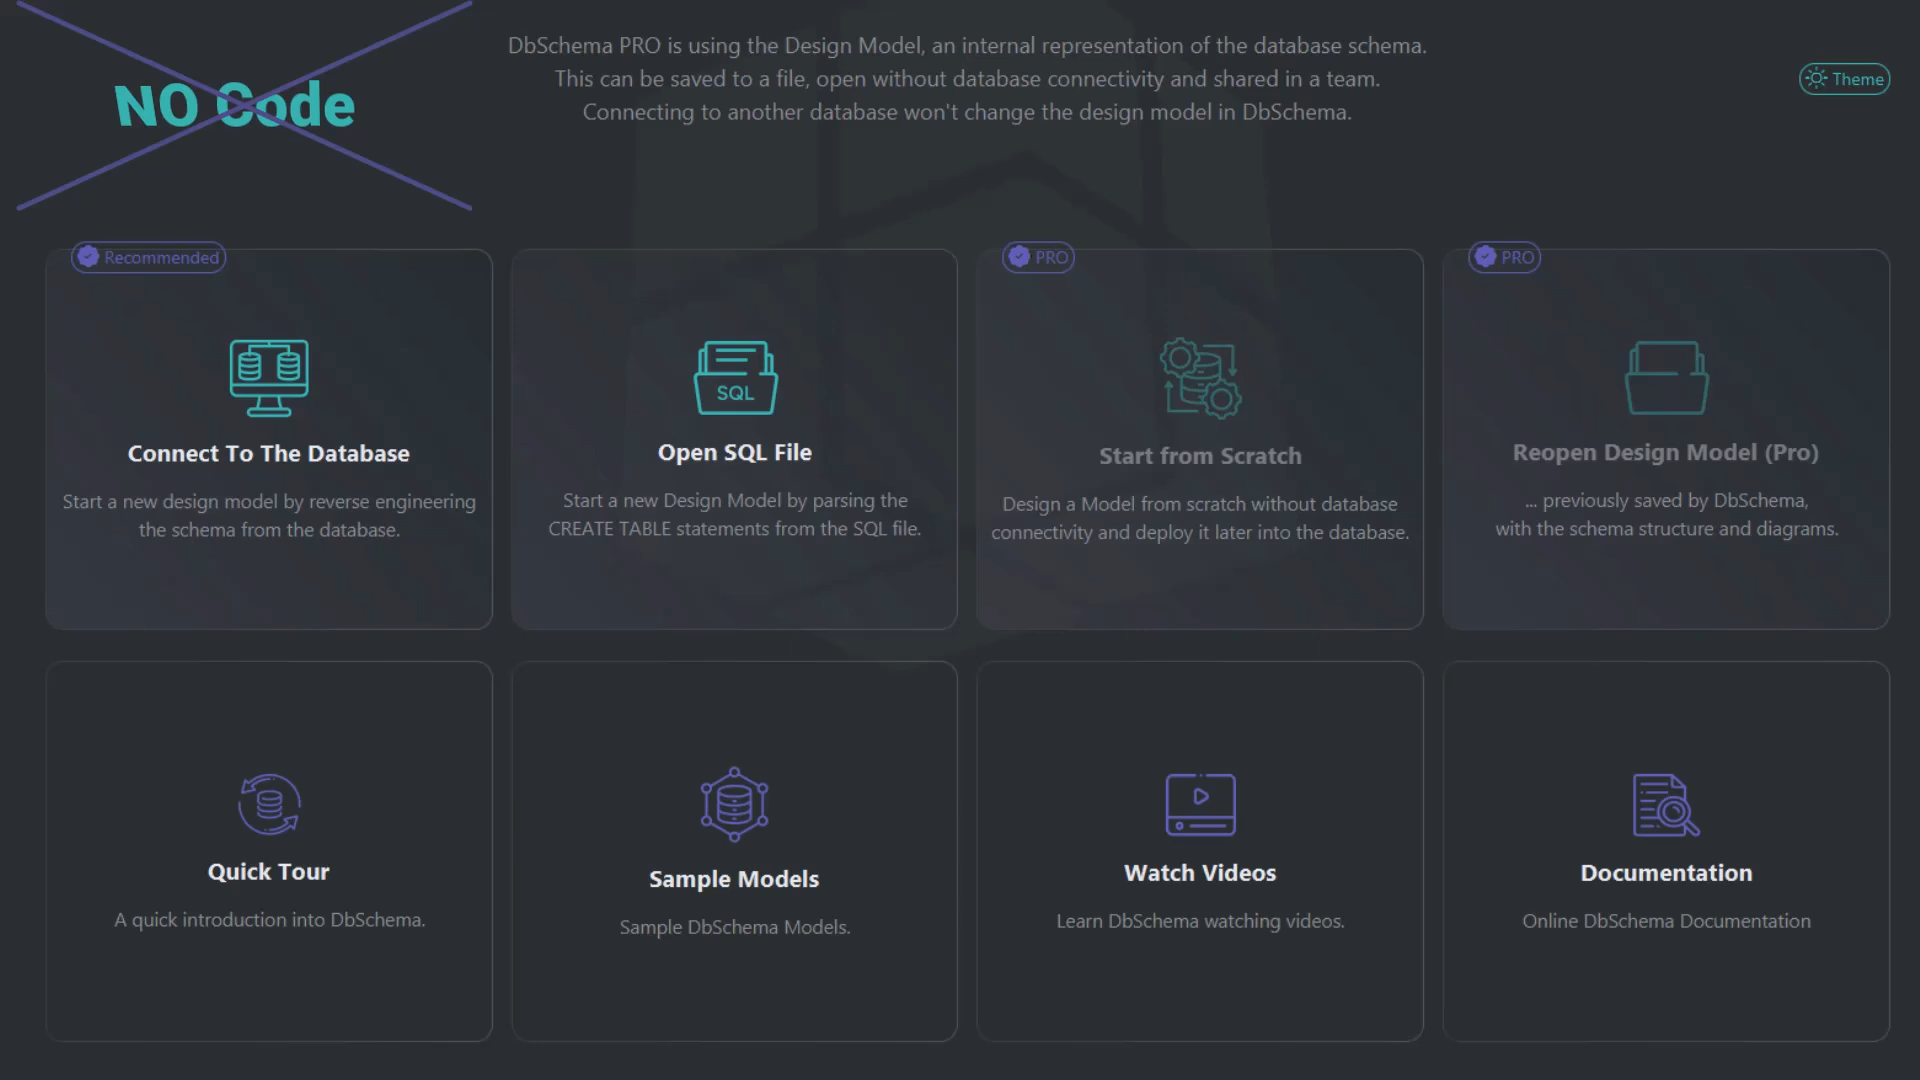 NO Code
DbSchema PRO is using the Design Model, an internal representation of the database schema.
This can be saved to a file, open without database connectivity and shared in a team.
Connecting to another database won't change the design model in DbSchema.
Theme
Recommended
Connect To The Database
Start a new design model by reverse engineering
the schema from the database.
SQL
Open SQL File
Start a new Design Model by parsing the
CREATE TABLE statements from the SQL file.
PRO
Start from Scratch
Design a Model from scratch without database
connectivity and deploy it later into the database.
PRO
Reopen Design Model (Pro)
... previously saved by DbSchema,
with the schema structure and diagrams.
Quick Tour
A quick introduction into DbSchema.
Sample Models
Sample DbSchema Models.
Watch Videos
Learn DbSchema watching videos.
Documentation
Online DbSchema Documentation